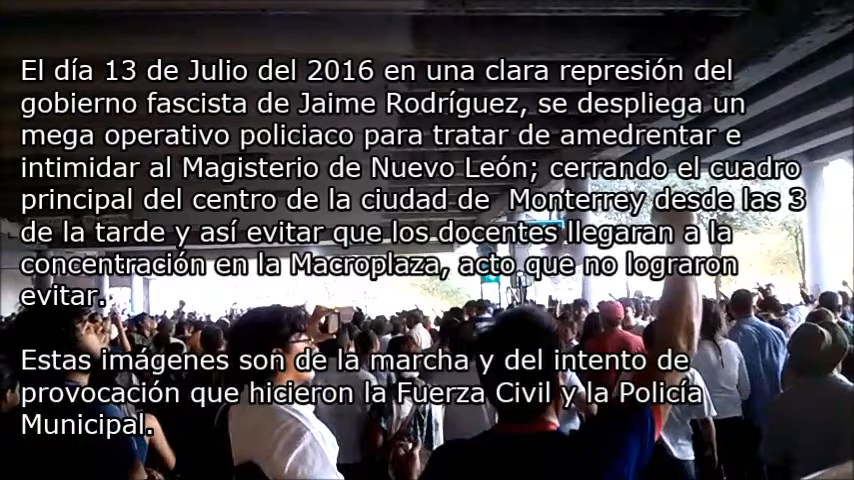 El día 13 de Julio del 2016 en una clara represión del
gobierno fascista de Jaime Rodríguez, se despliega un
mega operativo policiaco para tratar de amedrentar e
intimidar al Magisterio de Nuevo León; cerrando el cuadro
principal del centro de la ciudad de  Monterrey desde las 3
de la tarde y así evitar que los docentes llegaran a la
concentración en la Macroplaza, acto que no lograron
evitar.
Estas imágenes son de la marcha y del intento de
provocación que hicieron la Fuerza Civil y la Policía
Municipal.